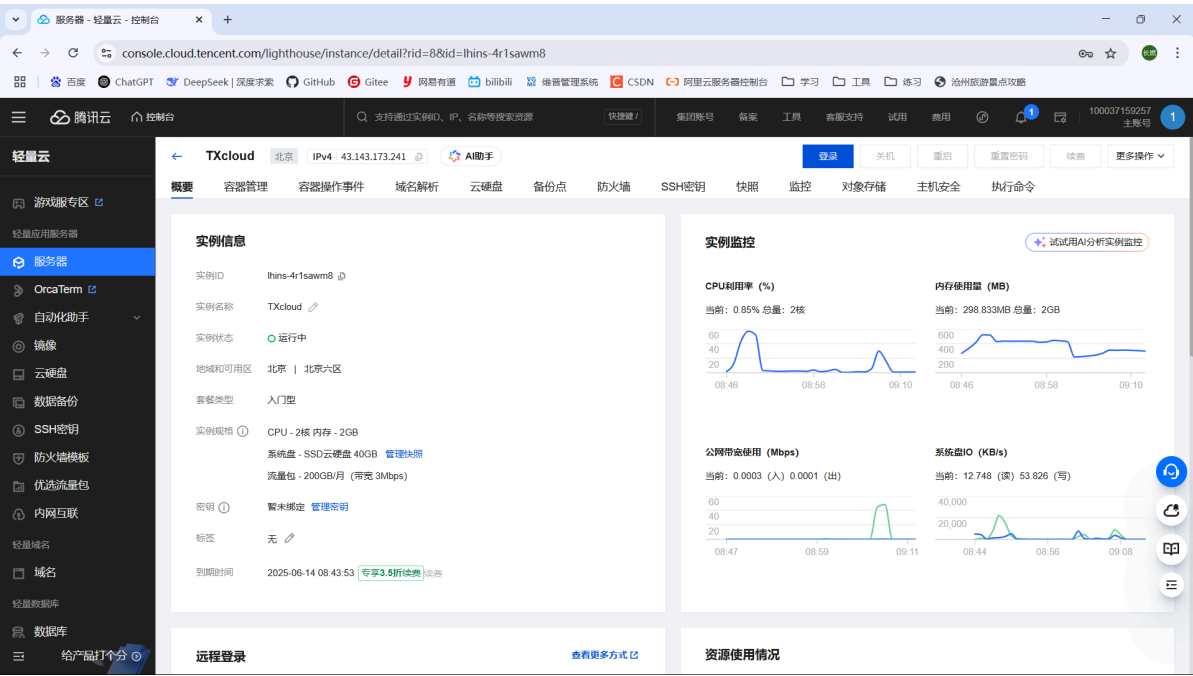 服务器 - 轻量云 - 控制台
console.cloud.tencent.com/lighthouse/instance/detail?rid=8&id=lhins-4r1sawm8
长燃
百度 ChatGPT DeepSeek | 深度求索 GitHub Gitee 网易有道 bilibili 维普管理系统 CSDN 阿里云服务器控制台 学习 工具 练习 沧州旅游景点攻略
腾讯云 控制台 支持通过实例ID、IP、名称等搜索资源 快捷键 / 集团账号 备案 工具 客服支持 试用 费用 1 100037159257
主账号 1
轻量云
游戏服专区
轻量应用服务器
服务器
OrcaTerm
自动化助手
镜像
云硬盘
数据备份
SSH密钥
防火墙模板
优选流量包
内网互联
轻量域名
域名
轻量数据库
数据库
给产品打个分
TXcloud 北京 IPv4 43.143.173.241 AI助手 登录 关机 重启 重置密码 续费 更多操作
概要 容器管理 容器操作事件 域名解析 云硬盘 备份点 防火墙 SSH密钥 快照 监控 对象存储 主机安全 执行命令
实例信息
实例ID lhins-4r1sawm8
实例名称 TXcloud
实例状态 运行中
地域和可用区 北京 | 北京六区
套餐类型 入门型
实例规格 CPU - 2核 内存 - 2GB
系统盘 - SSD云硬盘 40GB 管理快照
流量包 - 200GB/月 (带宽 3Mbps)
密钥 暂未绑定 管理密钥
标签 无
到期时间 2025-06-14 08:43:53 专享3.5折续费 续费
实例监控 试试用AI分析实例监控
CPU利用率 (%)
当前: 0.85% 总量: 2核
60
40
20
08:46 08:58 09:10
内存使用量 (MB)
当前: 298.833MB 总量: 2GB
600
400
200
08:46 08:58 09:10
公网带宽使用 (Mbps)
当前: 0.0003 (入) 0.0001 (出)
60
40
20
08:47 08:59 09:11
系统盘IO (KB/s)
当前: 12.748 (读) 53.826 (写)
40,000
20,000
08:44 08:56 09:08
远程登录 查看更多方式
资源使用情况